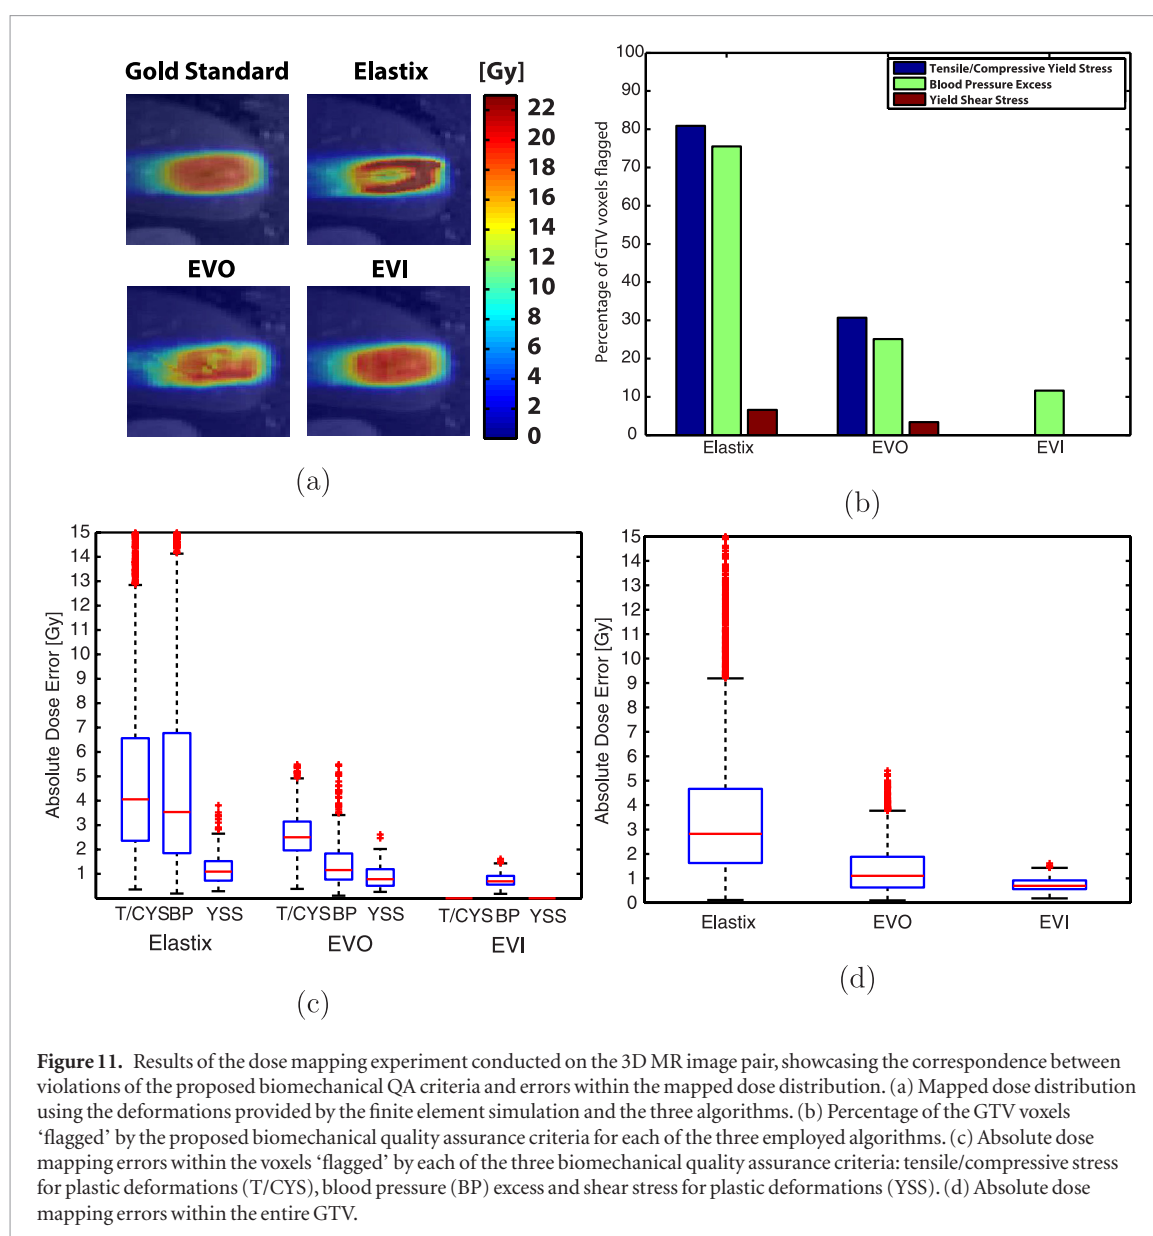 Gold Standard
Elastix
[Gy]
EVO
EVI
22
20
18
16
14
12
10
8
6
4
2
0
(a)
Percentage of GTV voxels flagged
100
90
80
70
60
50
40
30
20
10
0
Tensile/Compressive Yield Stress
Blood Pressure Excess
Yield Shear Stress
Elastix
EVO
EVI
(b)
Absolute Dose Error [Gy]
15
14
13
12
11
10
9
8
7
6
5
4
3
2
1
T/CYS BP YSS
T/CYS BP YSS
T/CYS BP YSS
Elastix
EVO
EVI
(c)
Absolute Dose Error [Gy]
15
14
13
12
11
10
9
8
7
6
5
4
3
2
1
0
Elastix
EVO
EVI
(d)
Figure 11. Results of the dose mapping experiment conducted on the 3D MR image pair, showcasing the correspondence between
violations of the proposed biomechanical QA criteria and errors within the mapped dose distribution. (a) Mapped dose distribution
using the deformations provided by the finite element simulation and the three algorithms. (b) Percentage of the GTV voxels
‘flagged’ by the proposed biomechanical quality assurance criteria for each of the three employed algorithms. (c) Absolute dose
mapping errors within the voxels ‘flagged’ by each of the three biomechanical quality assurance criteria: tensile/compressive stress
for plastic deformations (T/CYS), blood pressure (BP) excess and shear stress for plastic deformations (YSS). (d) Absolute dose
mapping errors within the entire GTV.